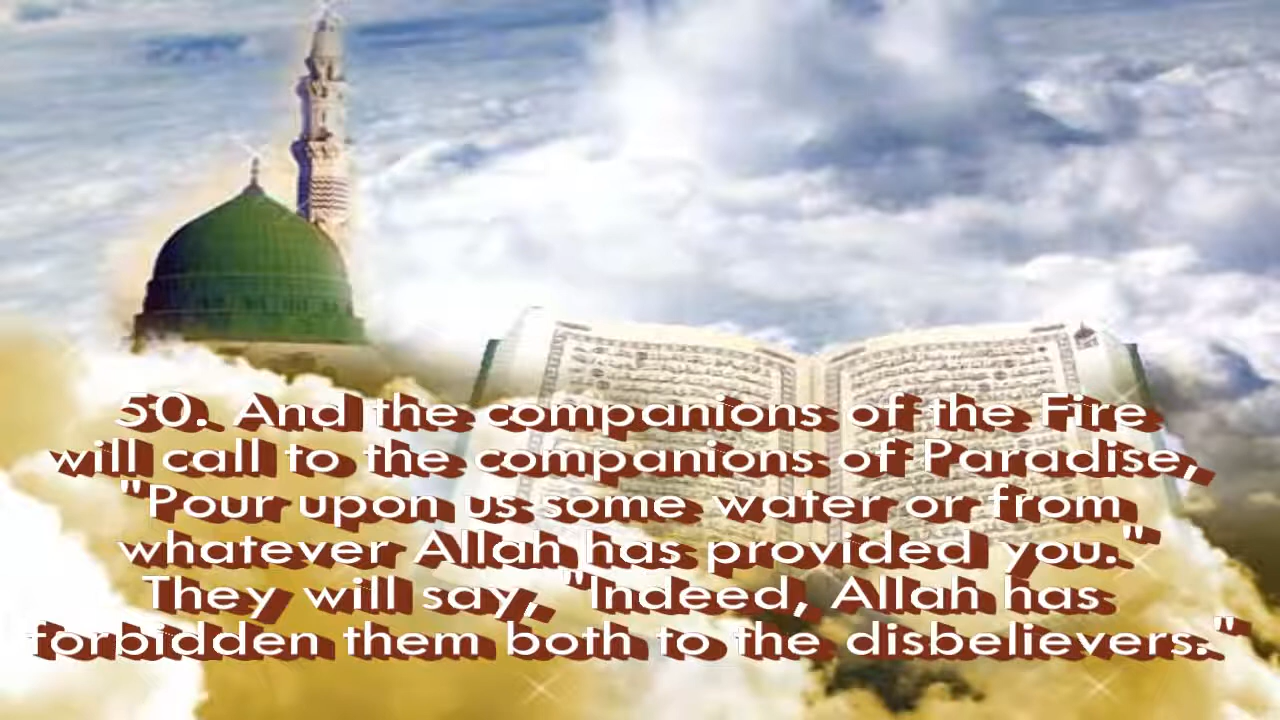 50. And the companions of the Fire
will call to the companions of Paradise,
"Pour upon us some water or from
whatever Allah has provided you."
They will say, "Indeed, Allah has
forbidden them both to the disbelievers."